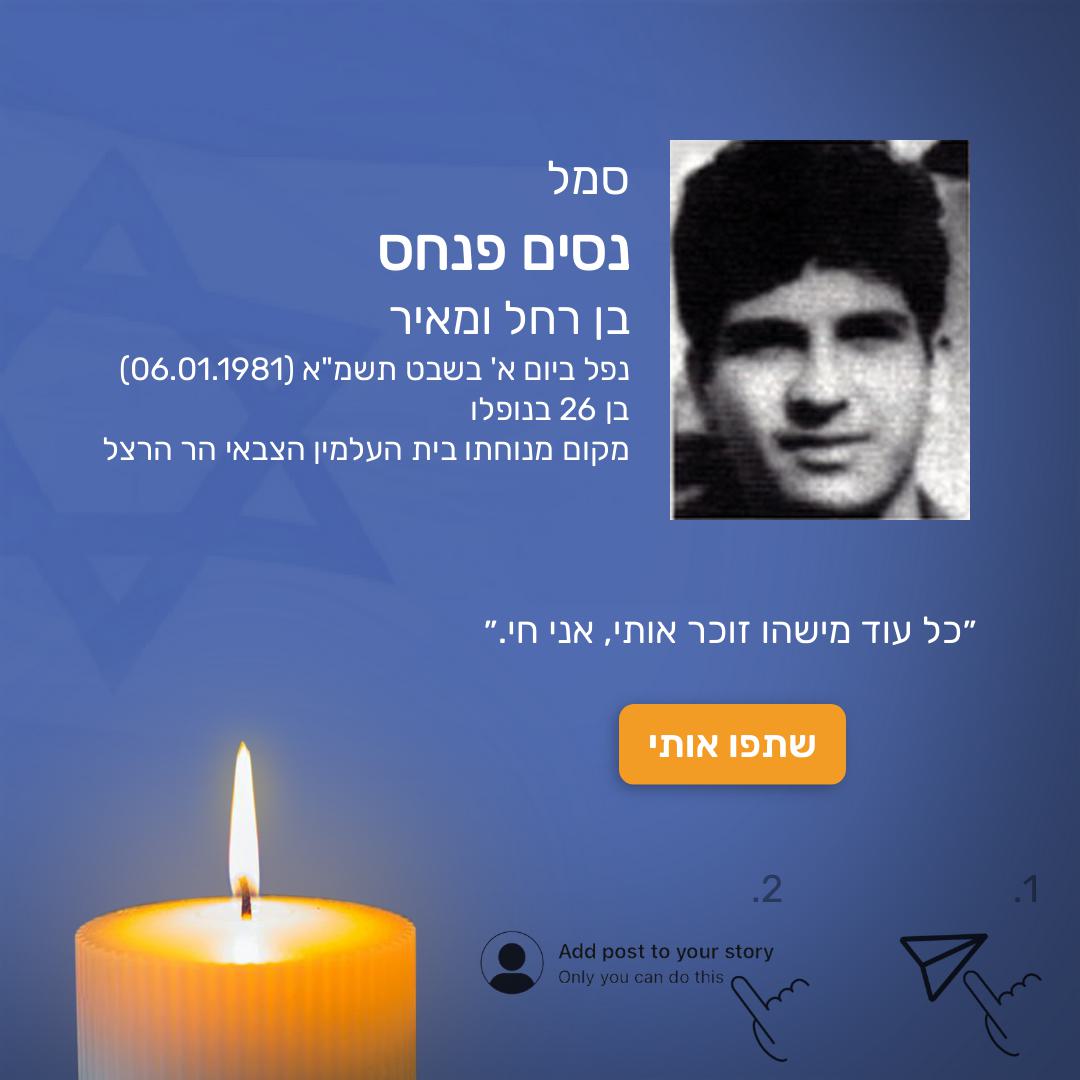 סמל
נסים פנחס
בן רחל ומאיר
נפל ביום א' בשבט תשמ"א (06.01.1981)
בן 26 בנופלו
מקום מנוחתו בית העלמין הצבאי הר הרצל
״כל עוד מישהו זוכר אותי, אני חי.״
שתפו אותי
1.
2.
Add post to your story
Only you can do this